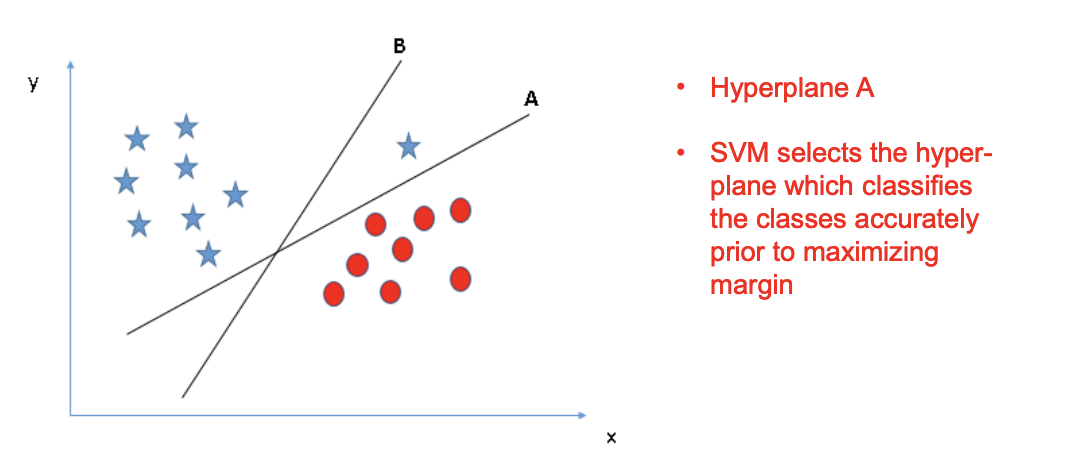 B
y
A
x
• Hyperplane A
• SVM selects the hyper-
plane which classifies
the classes accurately
prior to maximizing
margin